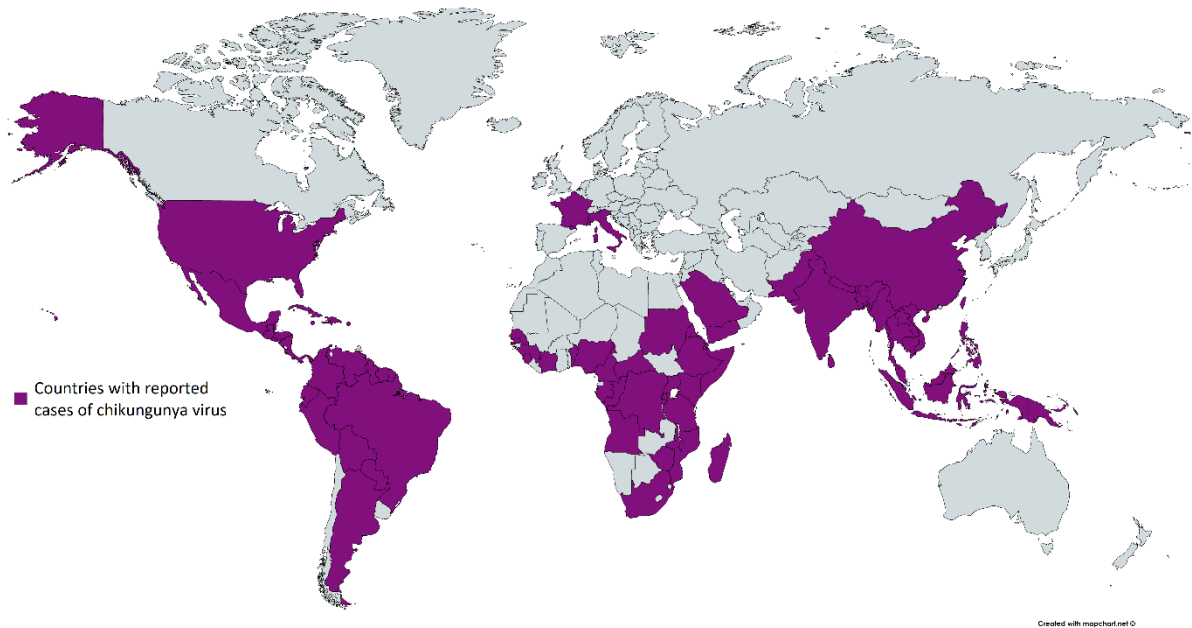 Countries with reported
cases of chikungunya virus
Created with mapchart.net ©